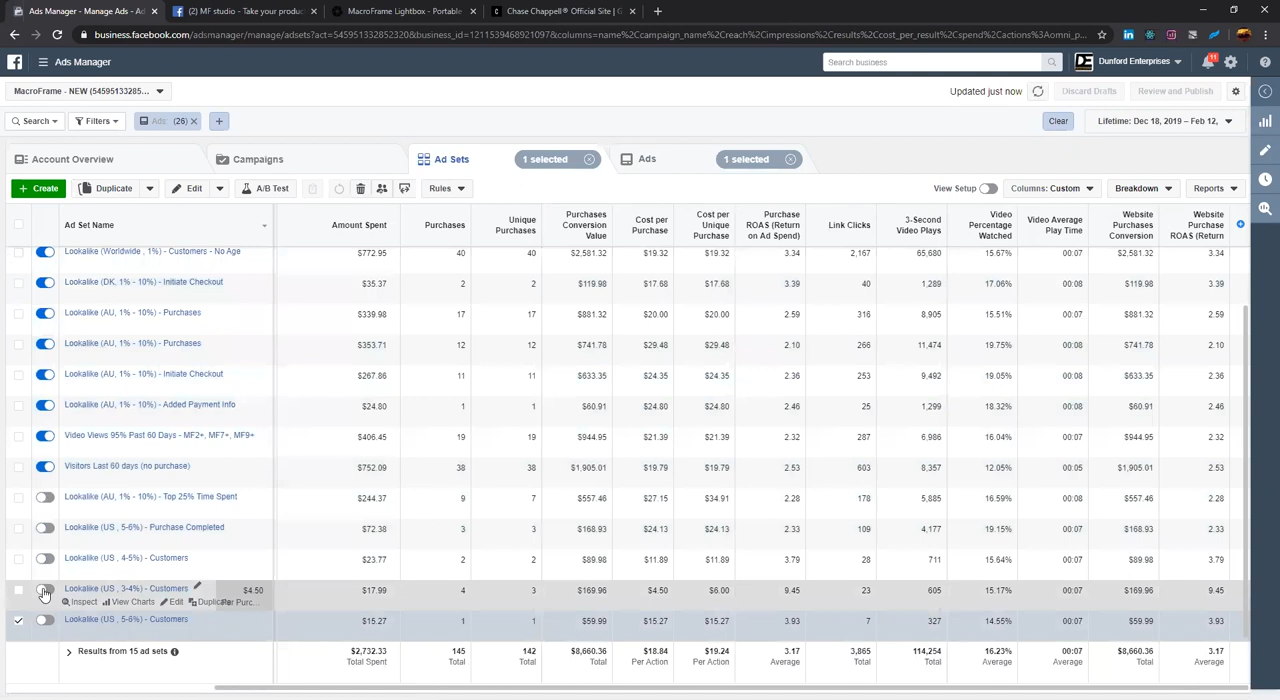 Ads Manager - Manage Ads - Ad
(2) MF studio - Take your produc
MacroFrame Lightbox - Portable
Chase Chappell® Official Site | G
business.facebook.com/adsmanager/manage/adsets?act=545951332852320&business_id=1211539468921097&columns=name%2Ccampaign_name%2Creach%2Cimpressions%2Cresults%2Ccost_per_result%2Cspend%2Cactions%3Aomni_p...
Ads Manager
Search business
DE Dunford Enterprises
11
MacroFrame - NEW (54595133285...
Updated just now
Discard Drafts
Review and Publish
Search
Filters
Ads: (26)
Clear
Lifetime: Dec 18, 2019 – Feb 12,
Account Overview
Campaigns
Ad Sets
1 selected
Ads
1 selected
Create
Duplicate
Edit
A/B Test
Rules
View Setup
Columns: Custom
Breakdown
Reports
Ad Set Name
Amount Spent
Purchases
Unique Purchases
Purchases Conversion Value
Cost per Purchase
Cost per Unique Purchase
Purchase ROAS (Return on Ad Spend)
Link Clicks
3-Second Video Plays
Video Percentage Watched
Video Average Play Time
Website Purchases Conversion
Website Purchase ROAS (Return
Lookalike (Worldwide , 1%) - Customers - No Age $772.95 40 40 $2,581.32 $19.32 $19.32 3.34 2,167 65,680 15.67% 00:07 $2,581.32 3.34
Lookalike (DK, 1% - 10%) - Initiate Checkout $35.37 2 2 $119.98 $17.68 $17.68 3.39 40 1,289 17.06% 00:08 $119.98 3.39
Lookalike (AU, 1% - 10%) - Purchases $339.98 17 17 $881.32 $20.00 $20.00 2.59 316 8,905 15.51% 00:07 $881.32 2.59
Lookalike (AU, 1% - 10%) - Purchases $353.71 12 12 $741.78 $29.48 $29.48 2.10 266 11,474 19.75% 00:08 $741.78 2.10
Lookalike (AU, 1% - 10%) - Initiate Checkout $267.86 11 11 $633.35 $24.35 $24.35 2.36 253 9,492 19.05% 00:08 $633.35 2.36
Lookalike (AU, 1% - 10%) - Added Payment Info $24.80 1 1 $60.91 $24.80 $24.80 2.46 25 1,299 18.32% 00:08 $60.91 2.46
Video Views 95% Past 60 Days - MF2+, MF7+, MF9+ $406.45 19 19 $944.95 $21.39 $21.39 2.32 287 6,986 16.04% 00:07 $944.95 2.32
Visitors Last 60 days (no purchase) $752.09 38 38 $1,905.01 $19.79 $19.79 2.53 603 8,357 12.05% 00:05 $1,905.01 2.53
Lookalike (AU, 1% - 10%) - Top 25% Time Spent $244.37 9 7 $557.46 $27.15 $34.91 2.28 178 5,885 16.59% 00:08 $557.46 2.28
Lookalike (US , 5-6%) - Purchase Completed $72.38 3 3 $168.93 $24.13 $24.13 2.33 109 4,177 19.15% 00:07 $168.93 2.33
Lookalike (US , 4-5%) - Customers $23.77 2 2 $89.98 $11.89 $11.89 3.79 28 711 15.64% 00:07 $89.98 3.79
Lookalike (US , 3-4%) - Customers $4.50 $17.99 4 3 $169.96 $4.50 $6.00 9.45 23 605 15.17% 00:07 $169.96 9.45
Inspect View Charts Edit Duplicate Per Purc...
Lookalike (US , 5-6%) - Customers $15.27 1 1 $59.99 $15.27 $15.27 3.93 7 327 14.55% 00:07 $59.99 3.93
Results from 15 ad sets $2,732.33 145 142 $8,660.36 $18.84 $19.24 3.17 3,865 114,254 16.23% 00:07 $8,660.36 3.17
Total Spent Total Total Total Per Action Per Action Average Total Total Average Average Total Average